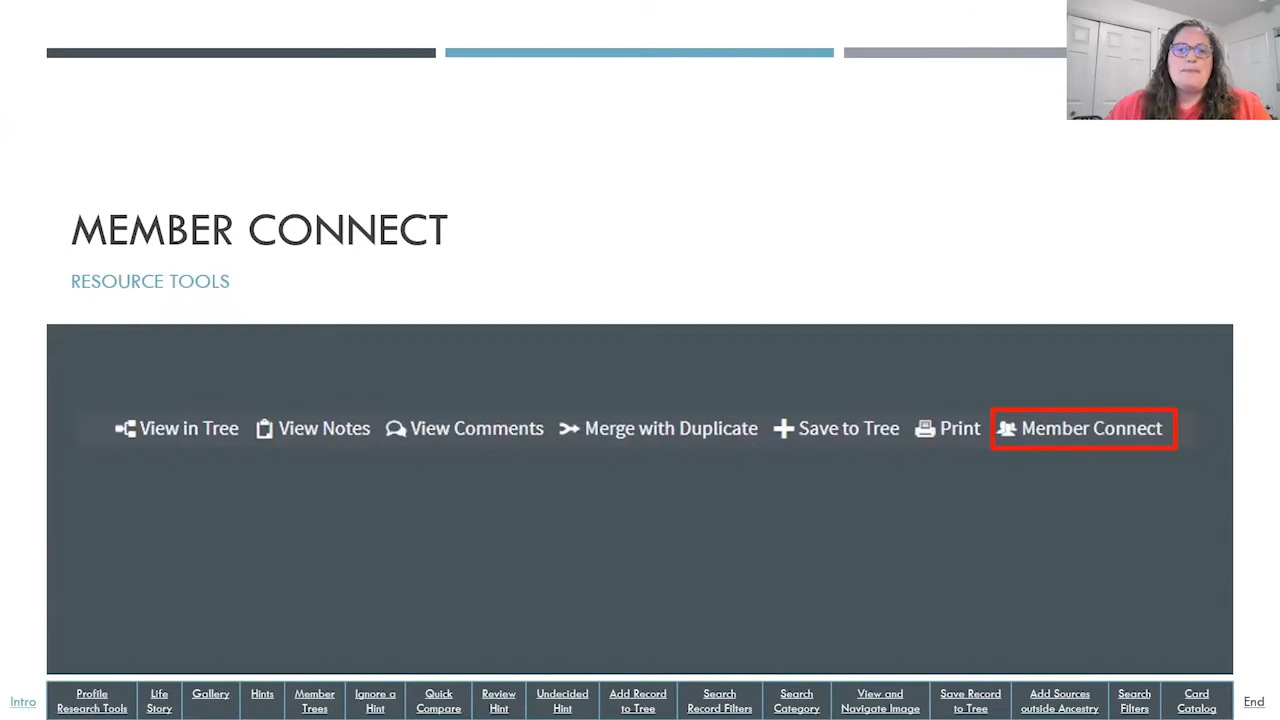 MEMBER CONNECT
RESOURCE TOOLS
View in Tree View Notes View Comments Merge with Duplicate Save to Tree Print Member Connect
Intro
Profile
Research Tools
Life
Story
Gallery
Hints
Member
Trees
Ignore a
Hint
Quick
Compare
Review
Hint
Undecided
Hint
Add Record
to Tree
Search
Record Filters
Search
Category
View and
Navigate Image
Save Record
to Tree
Add Sources
outside Ancestry
Search
Filters
Card
Catalog
End